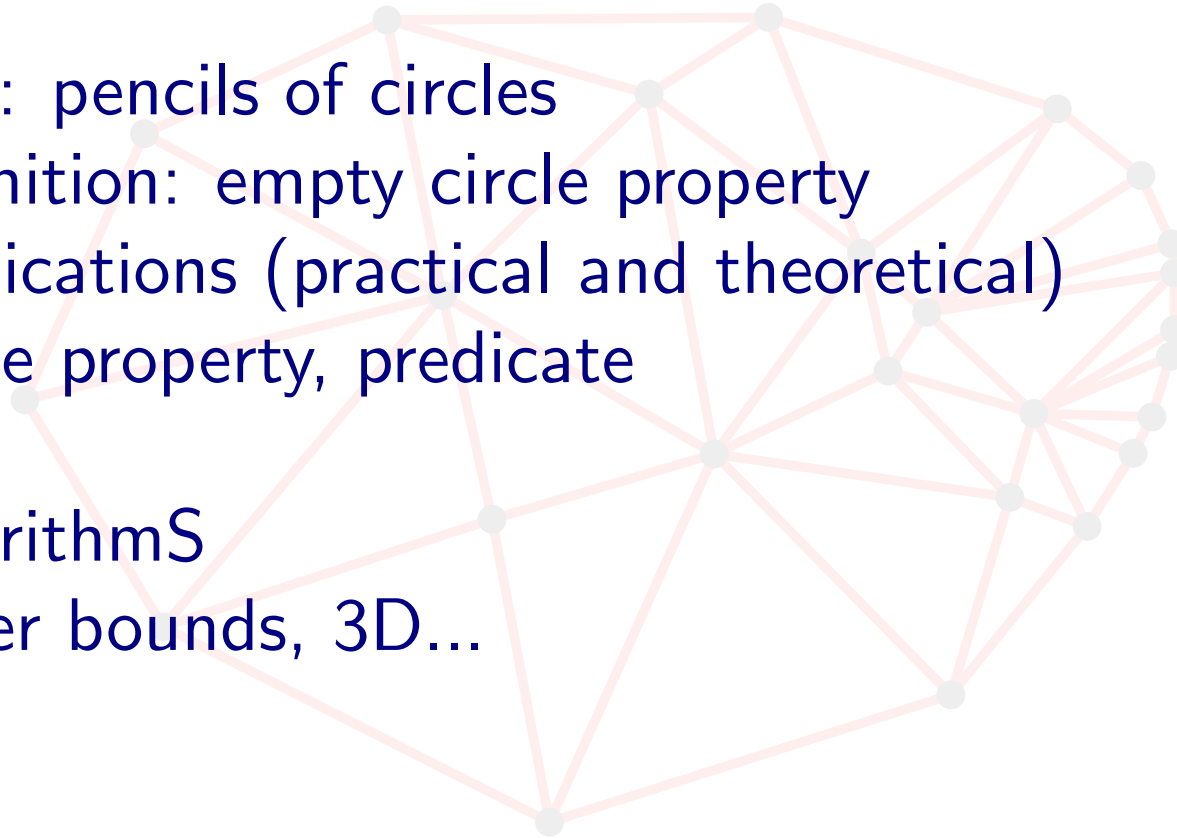 : pencils of circles
nition: empty circle property
ications (practical and theoretical)
e property, predicate
rithmS
er bounds, 3D...